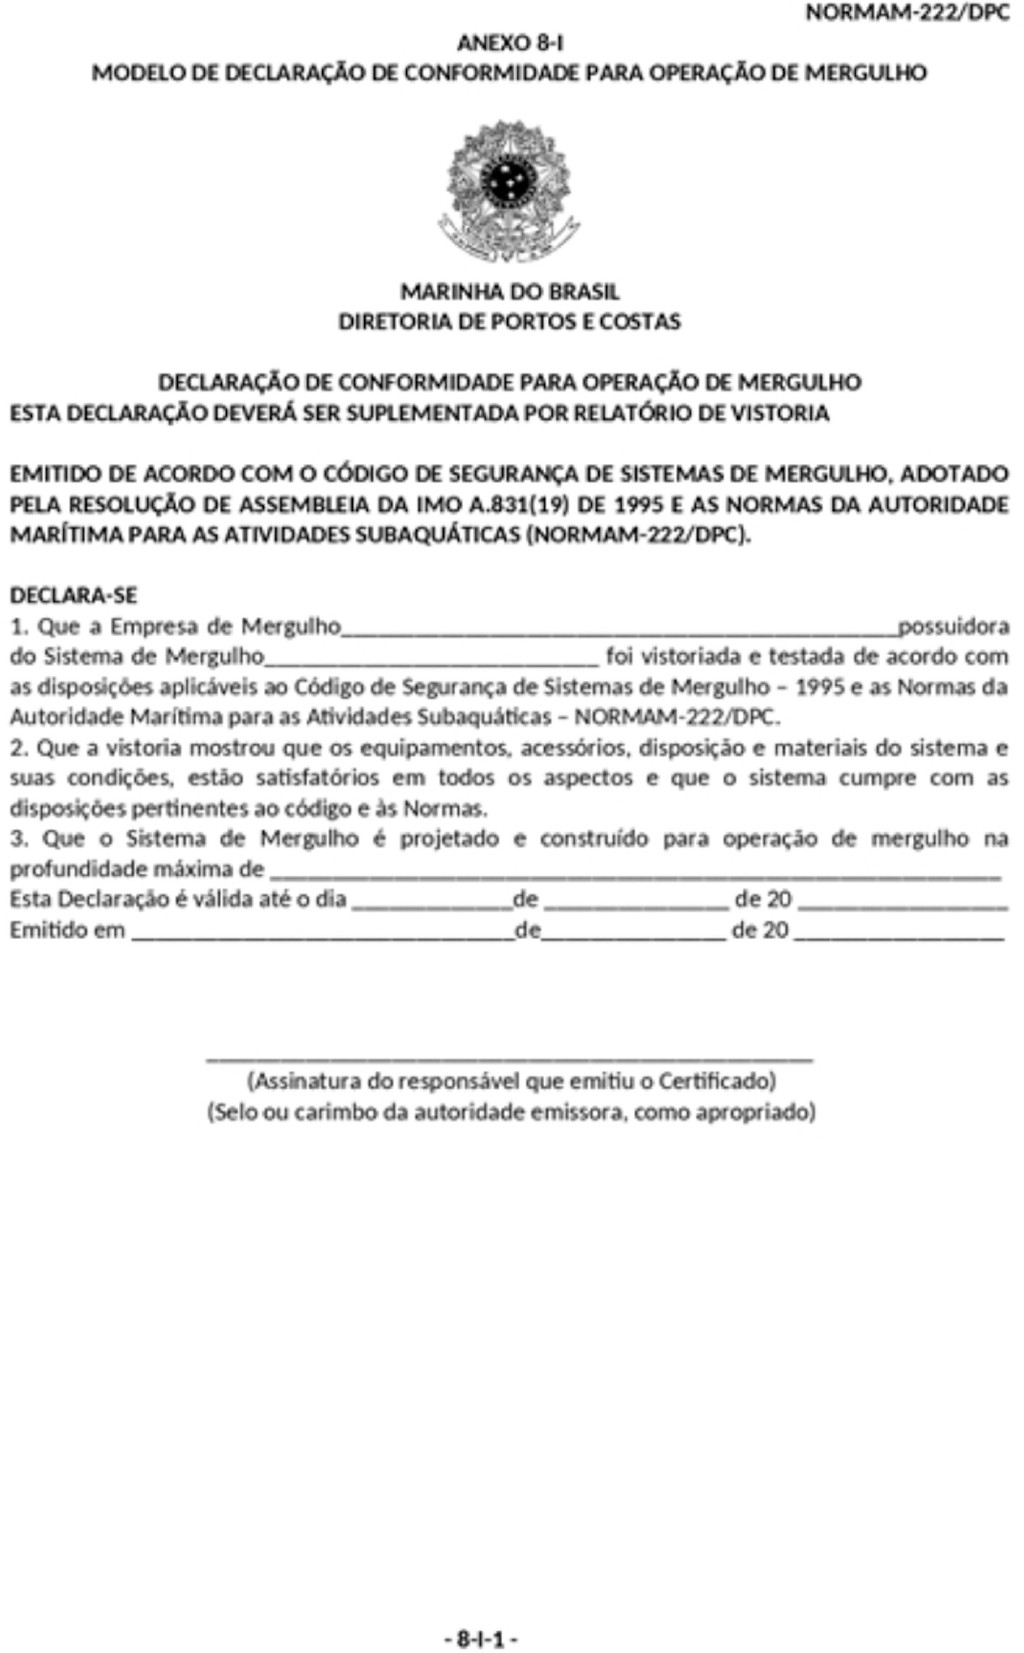 NORMAM-222/DPC
ANEXO 8-I
MODELO DE DECLARAÇÃO DE CONFORMIDADE PARA OPERAÇÃO DE MERGULHO
MARINHA DO BRASIL
DIRETORIA DE PORTOS E COSTAS
DECLARAÇÃO DE CONFORMIDADE PARA OPERAÇÃO DE MERGULHO
ESTA DECLARAÇÃO DEVERÁ SER SUPLEMENTADA POR RELATÓRIO DE VISTORIA
EMITIDO DE ACORDO COM O CÓDIGO DE SEGURANÇA DE SISTEMAS DE MERGULHO, ADOTADO
PELA RESOLUÇÃO DE ASSEMBLEIA DA IMO A.831(19) DE 1995 E AS NORMAS DA AUTORIDADE
MARÍTIMA PARA AS ATIVIDADES SUBAQUÁTICAS (NORMAM-222/DPC).
DECLARA-SE
1. Que a Empresa de Mergulho______________________________________________possuidora
do Sistema de Mergulho____________________________ foi vistoriada e testada de acordo com
as disposições aplicáveis ao Código de Segurança de Sistemas de Mergulho – 1995 e as Normas da
Autoridade Marítima para as Atividades Subaquáticas – NORMAM-222/DPC.
2. Que a vistoria mostrou que os equipamentos, acessórios, disposição e materiais do sistema e
suas condições, estão satisfatórios em todos os aspectos e que o sistema cumpre com as
disposições pertinentes ao código e às Normas.
3. Que o Sistema de Mergulho é projetado e construído para operação de mergulho na
profundidade máxima de _____________________________________________________________
Esta Declaração é válida até o dia _____________de _______________ de 20 _________________
Emitido em _______________________________de_______________ de 20 _________________
__________________________________________________
(Assinatura do responsável que emitiu o Certificado)
(Selo ou carimbo da autoridade emissora, como apropriado)
- 8-I-1 -